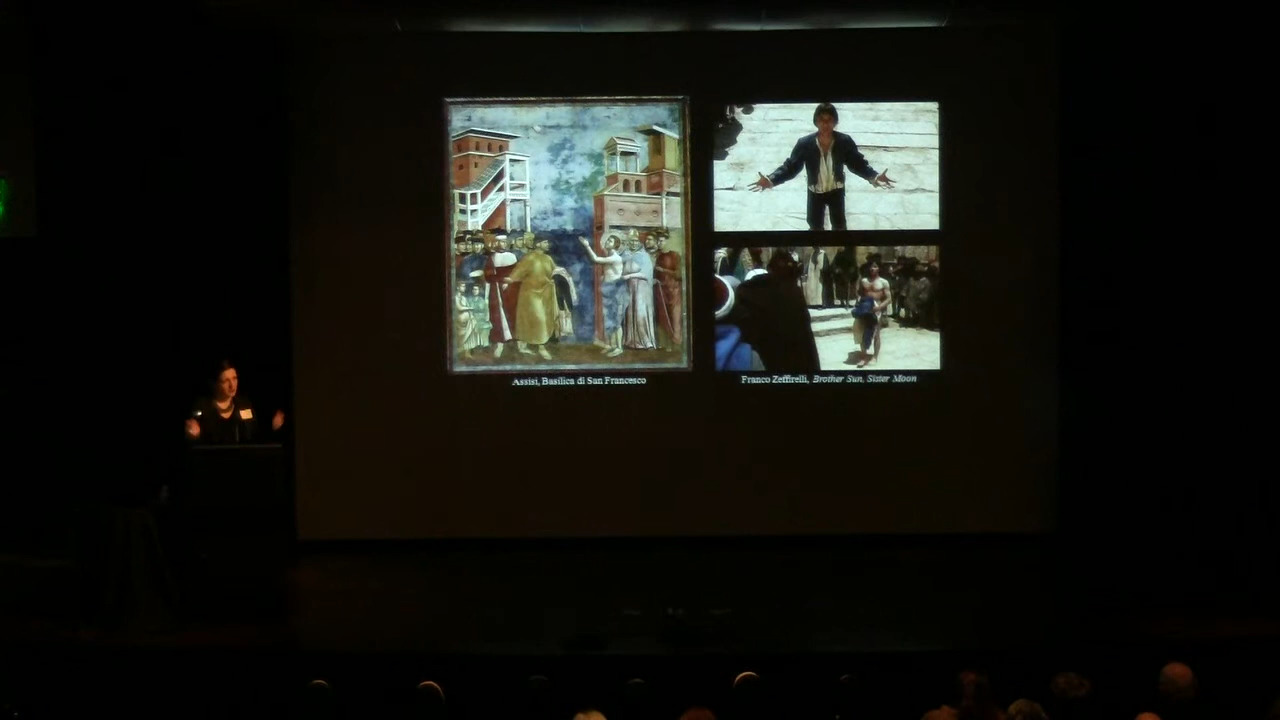 Assisi, Basilica di San Francesco
Franco Zeffirelli, Brother Sun, Sister Moon